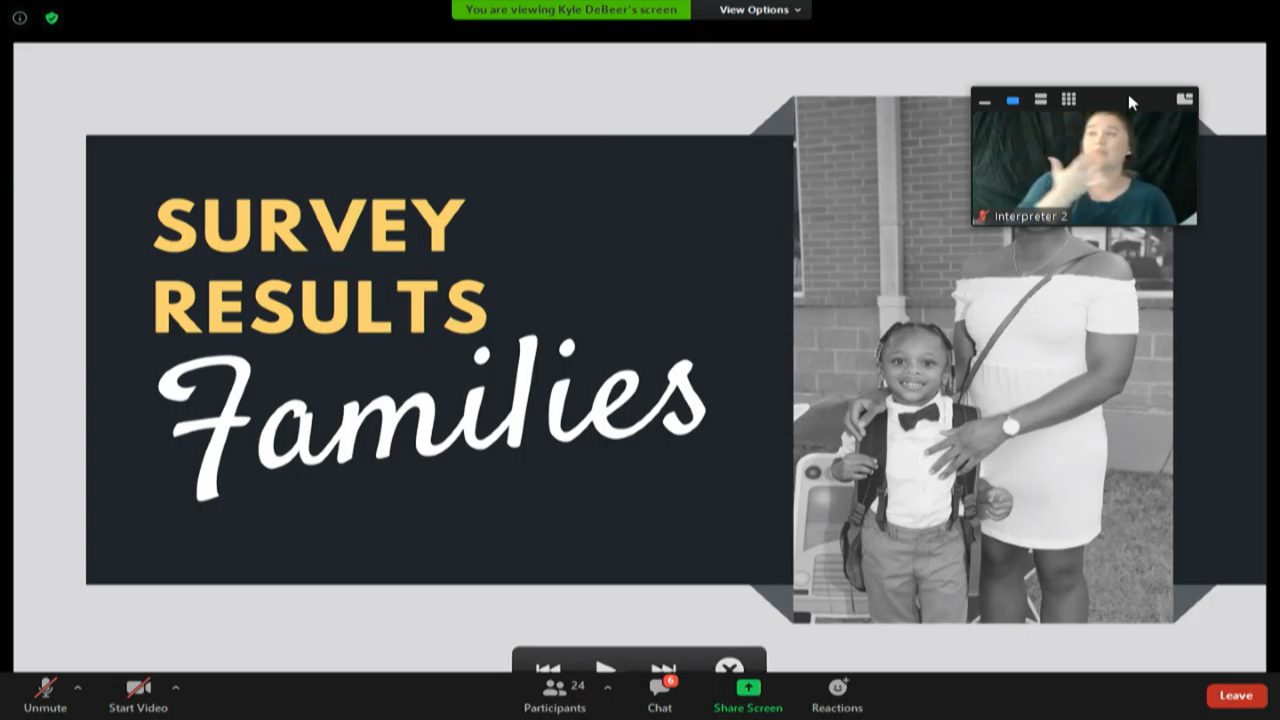 You are viewing Kyle DeBeer's screen
View Options
SURVEY
RESULTS
Families
Interpreter 2
24
6
Unmute
Start Video
Participants
Chat
Share Screen
Reactions
Leave